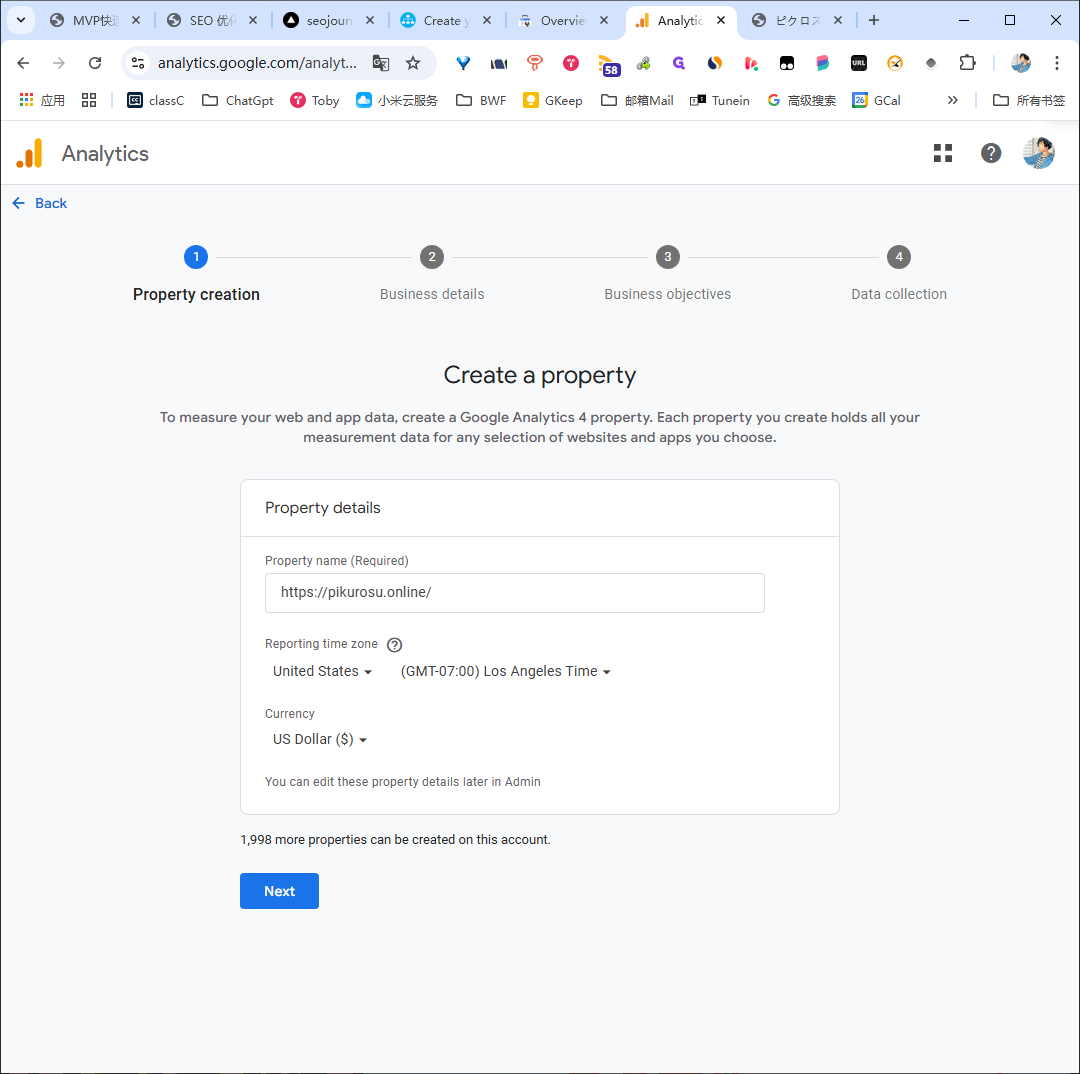 MVP快
SEO 优
seojour
Create y
Overvie
Analytic
ピクロス
analytics.google.com/analyt...
58
应用
classC
ChatGpt
Toby
小米云服务
BWF
GKeep
邮箱Mail
Tunein
高级搜索
26
GCal
所有书签
Analytics
Back
1
2
3
4
Property creation
Business details
Business objectives
Data collection
Create a property
To measure your web and app data, create a Google Analytics 4 property. Each property you create holds all your
measurement data for any selection of websites and apps you choose.
Property details
Property name (Required)
https://pikurosu.online/
Reporting time zone
United States
(GMT-07:00) Los Angeles Time
Currency
US Dollar ($)
You can edit these property details later in Admin
1,998 more properties can be created on this account.
Next